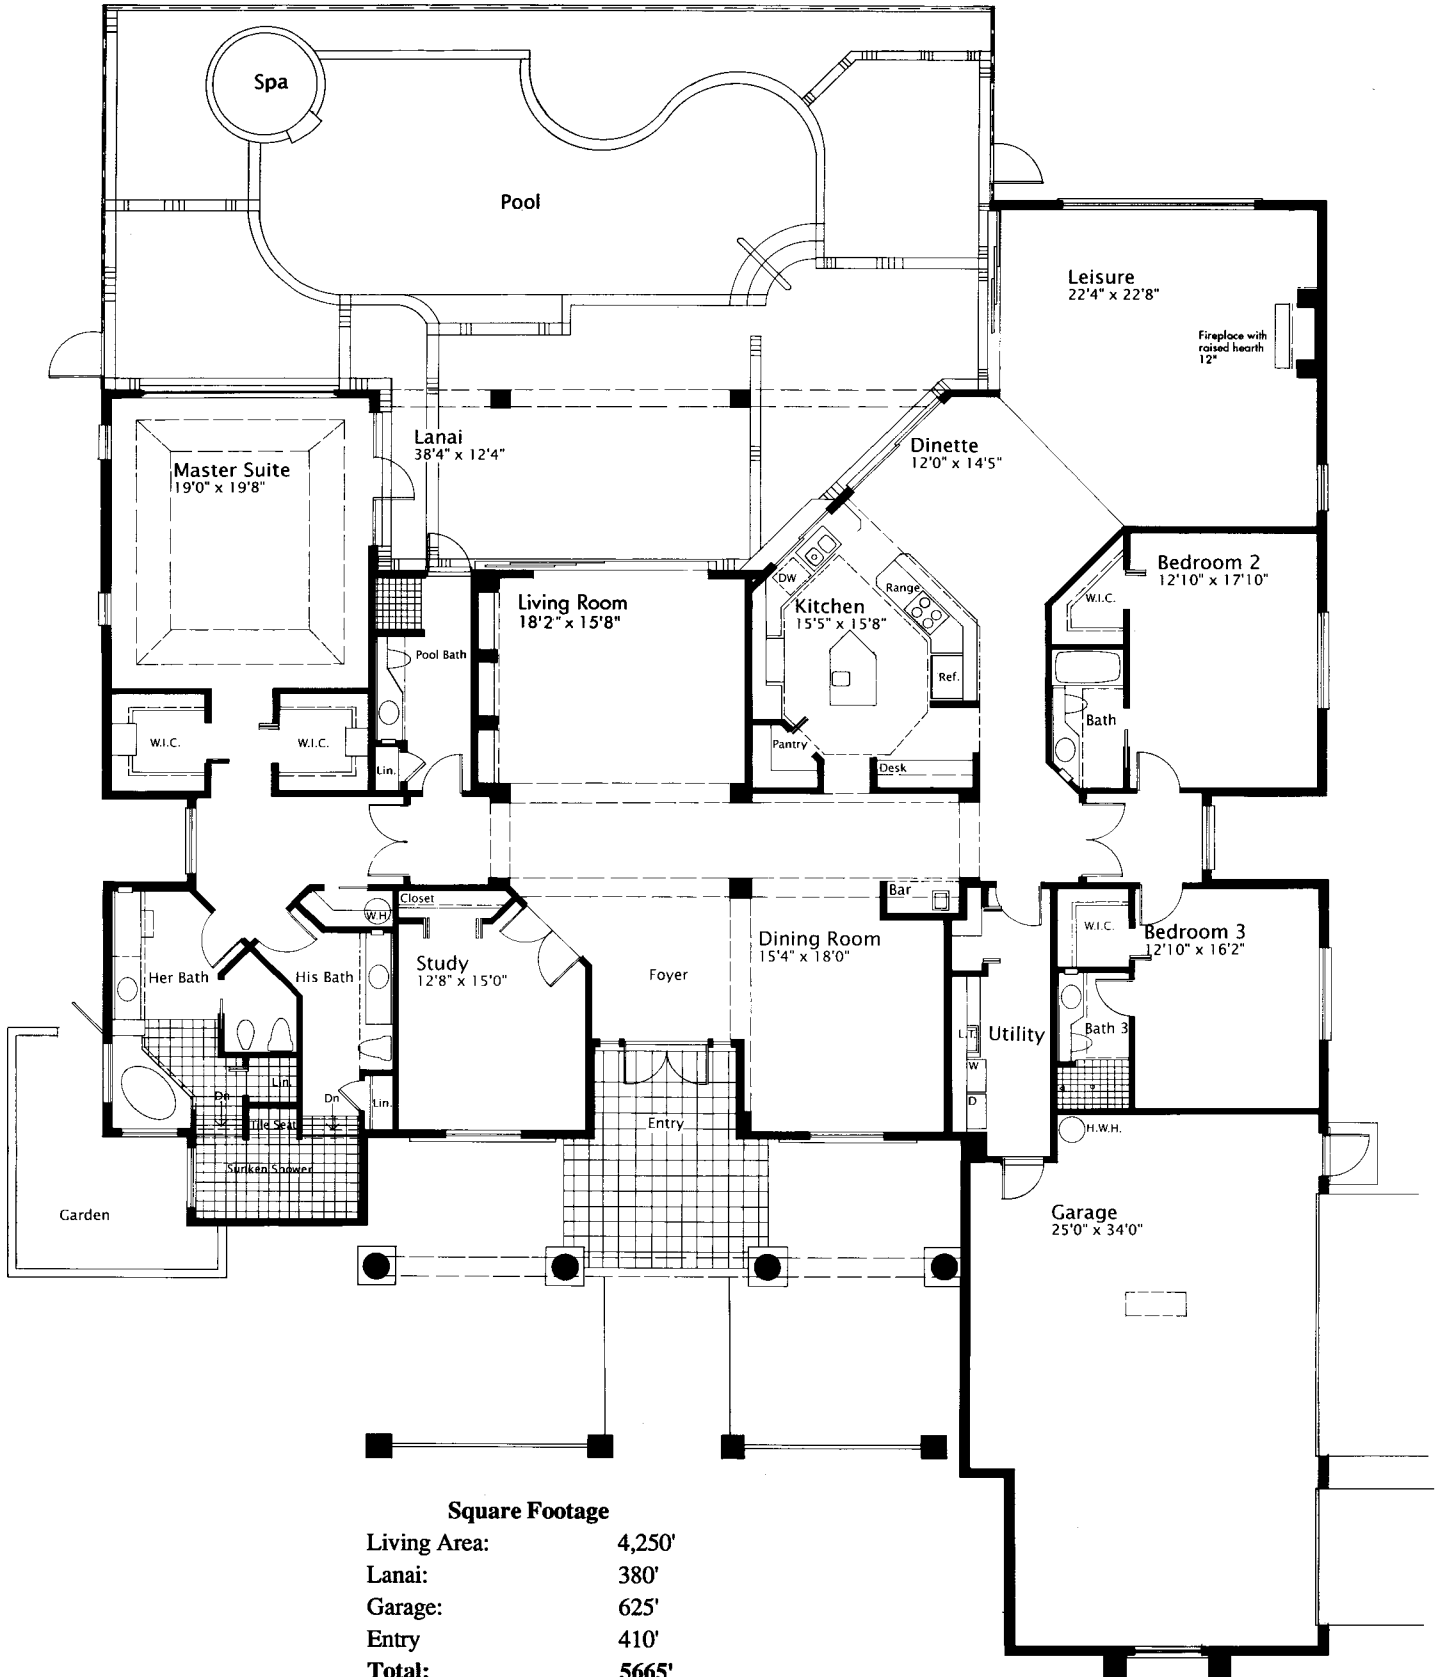 Spa
Pool
Leisure
22'4" x 22'8"
Fireplace with
raised hearth
12"
Lanai
38'4" x 12'4"
Dinette
12'0" x 14'5"
Master Suite
19'0" x 19'8"
Bedroom 2
12'10" x 17'10"
W.I.C.
DW
Range
Living Room
18'2" x 15'8"
Kitchen
15'5" x 15'8"
Pool Bath
Ref.
Bath
W.I.C.
W.I.C.
Lin.
Pantry
Desk
Closet
W.H.
Bar
W.I.C.
Bedroom 3
12'10" x 16'2"
Dining Room
15'4" x 18'0"
Study
12'8" x 15'0"
Foyer
Her Bath
His Bath
L.T.
Utility
Bath 3
W
D
Lin.
Dn
Dn
Lin.
Tile Seat
Entry
H.W.H.
Sunken Shower
Garden
Garage
25'0" x 34'0"
Square Footage
Living Area: 4,250'
Lanai: 380'
Garage: 625'
Entry 410'
Total: 5665'